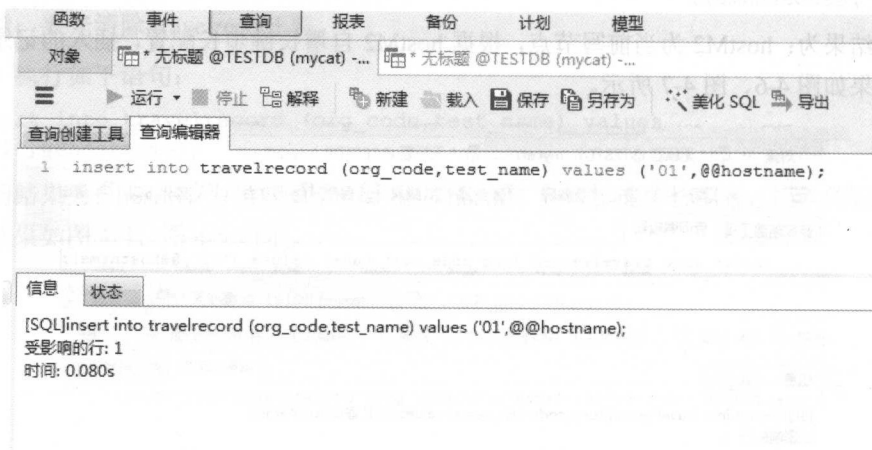 函数 事件 查询 报表 备份 计划 模型
对象 * 无标题 @TESTDB (mycat) -... * 无标题 @TESTDB (mycat) -...
运行 停止 解释 新建 载入 保存 另存为 美化 SQL 导出
查询创建工具 查询编辑器
1 insert into travelrecord (org_code,test_name) values ('01',@@hostname);
信息 状态
[SQL]insert into travelrecord (org_code,test_name) values ('01',@@hostname);
受影响的行: 1
时间: 0.080s